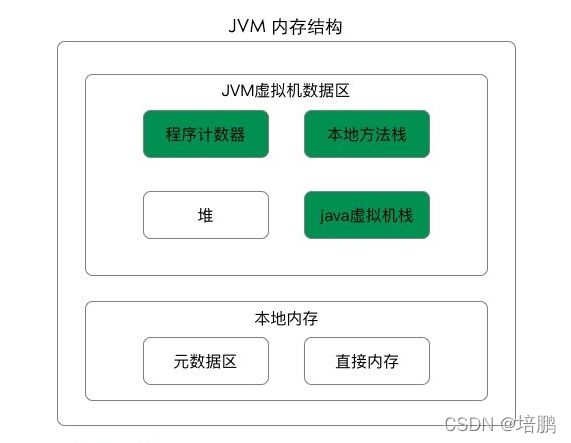 JVM 内存结构
JVM虚拟机数据区
程序计数器
本地方法栈
堆
java虚拟机栈
本地内存
元数据区
直接内存
CSDN @培鹏